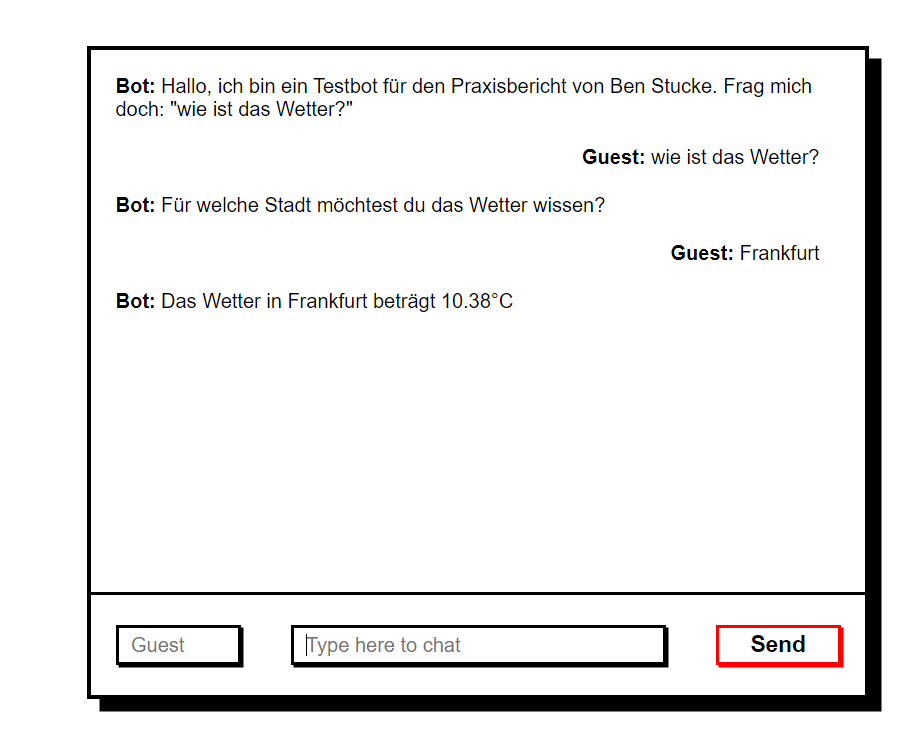 Bot: Hallo, ich bin ein Testbot für den Praxisbericht von Ben Stucke. Frag mich
doch: "wie ist das Wetter?"
Guest: wie ist das Wetter?
Bot: Für welche Stadt möchtest du das Wetter wissen?
Guest: Frankfurt
Bot: Das Wetter in Frankfurt beträgt 10.38°C
Guest
Type here to chat
Send